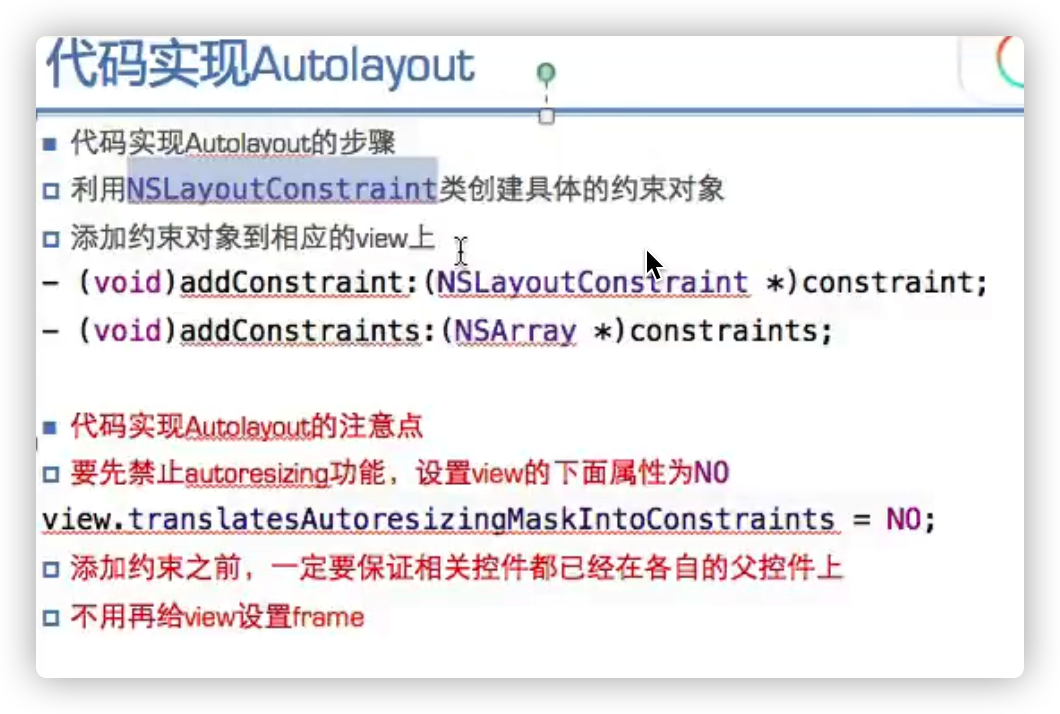 代码实现Autolayout
代码实现Autolayout的步骤
利用NSLayoutConstraint类创建具体的约束对象
添加约束对象到相应的view上
- (void)addConstraint:(NSLayoutConstraint *)constraint;
- (void)addConstraints:(NSArray *)constraints;
代码实现Autolayout的注意点
要先禁止autoresizing功能，设置view的下面属性为NO
view.translatesAutoresizingMaskIntoConstraints = NO;
添加约束之前，一定要保证相关控件都已经在各自的父控件上
不用再给view设置frame